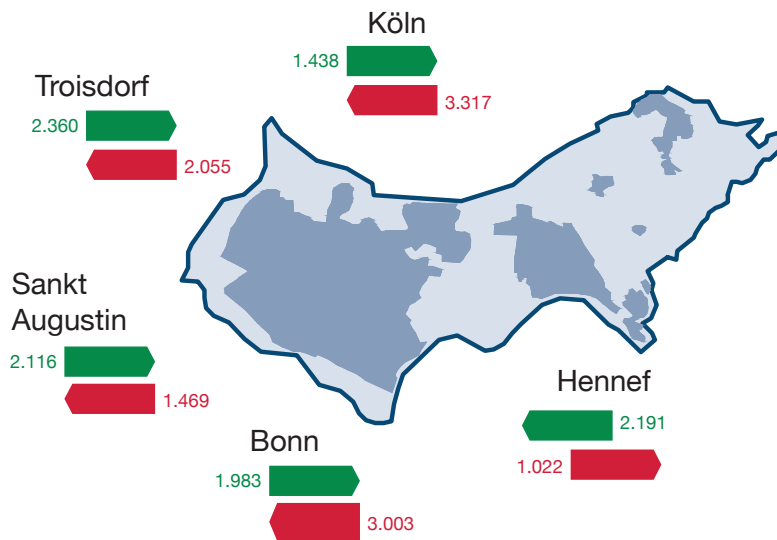 Köln
1.438
3.317
Troisdorf
2.360
2.055
Sankt
Augustin
2.116
1.469
Hennef
2.191
1.022
Bonn
1.983
3.003